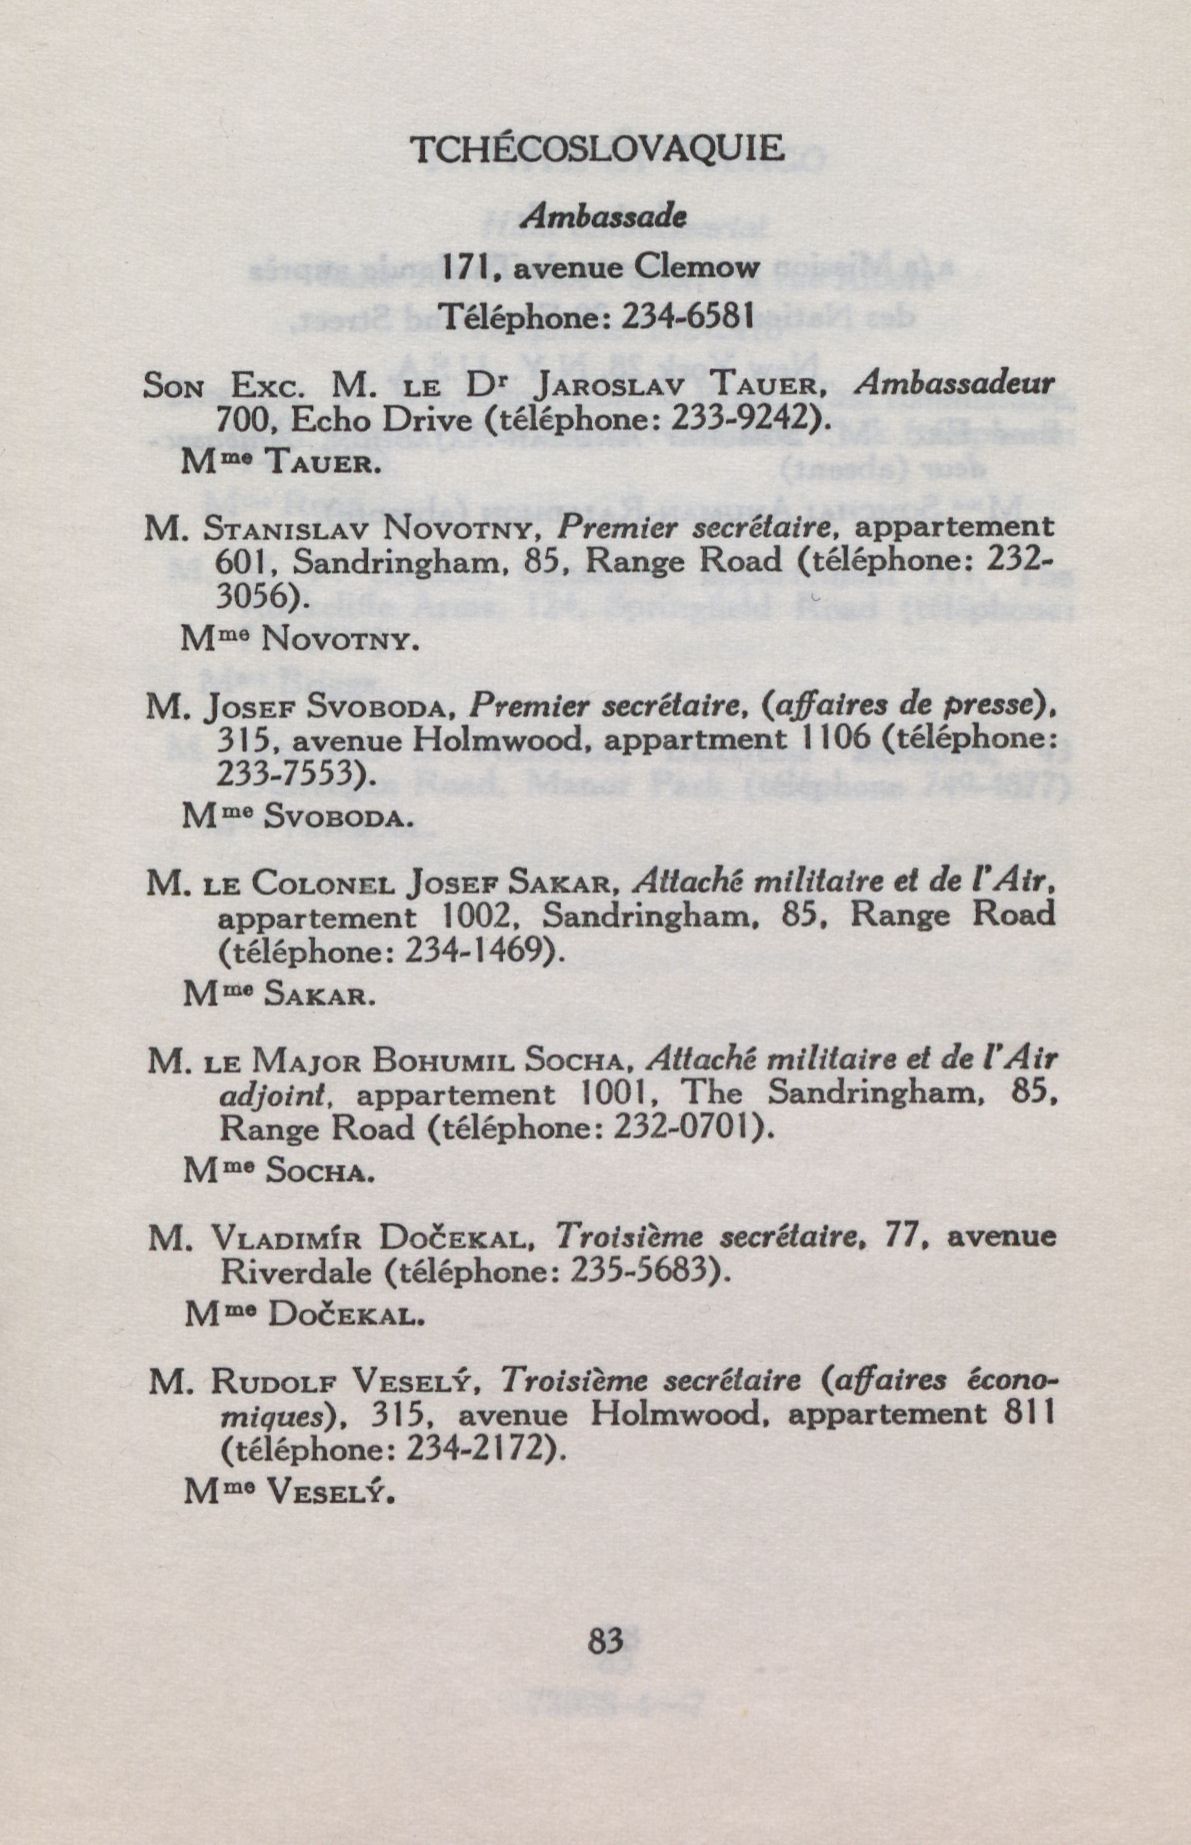 TCHÉCOSLOVAQUIE
Ambassade
171, avenue Clemow
Téléphone: 234-6581
SON EXC. M. LE Dr JAROSLAV TAUER, Ambassadeur
700, Echo Drive (téléphone: 233-9242).
Mme TAUER.
M. STANISLAV NOVOTNY, Premier secrétaire, appartement
601, Sandringham, 85, Range Road (téléphone: 232-
3056).
Mme NOVOTNY.
M. JOSEF SVOBODA, Premier secrétaire, (affaires de presse),
315, avenue Holmwood, appartment 1106 (téléphone:
233-7553).
Mme SVOBODA.
M. LE COLONEL JOSEF SAKAR, Attaché militaire et de l'Air,
appartement 1002, Sandringham, 85, Range Road
(téléphone: 234-1469).
Mme SAKAR.
M. LE MAJOR BOHUMIL SOCHA, Attaché militaire et de l'Air
adjoint, appartement 1001, The Sandringham, 85,
Range Road (téléphone: 232-0701).
Mme SOCHA.
M. VLADIMÍR DOČEKAL, Troisième secrétaire, 77, avenue
Riverdale (téléphone: 235-5683).
Mme DOČEKAL.
M. RUDOLF VESELÝ, Troisième secrétaire (affaires écono-
miques), 315, avenue Holmwood, appartement 811
(téléphone: 234-2172).
Mme VESELÝ.
83